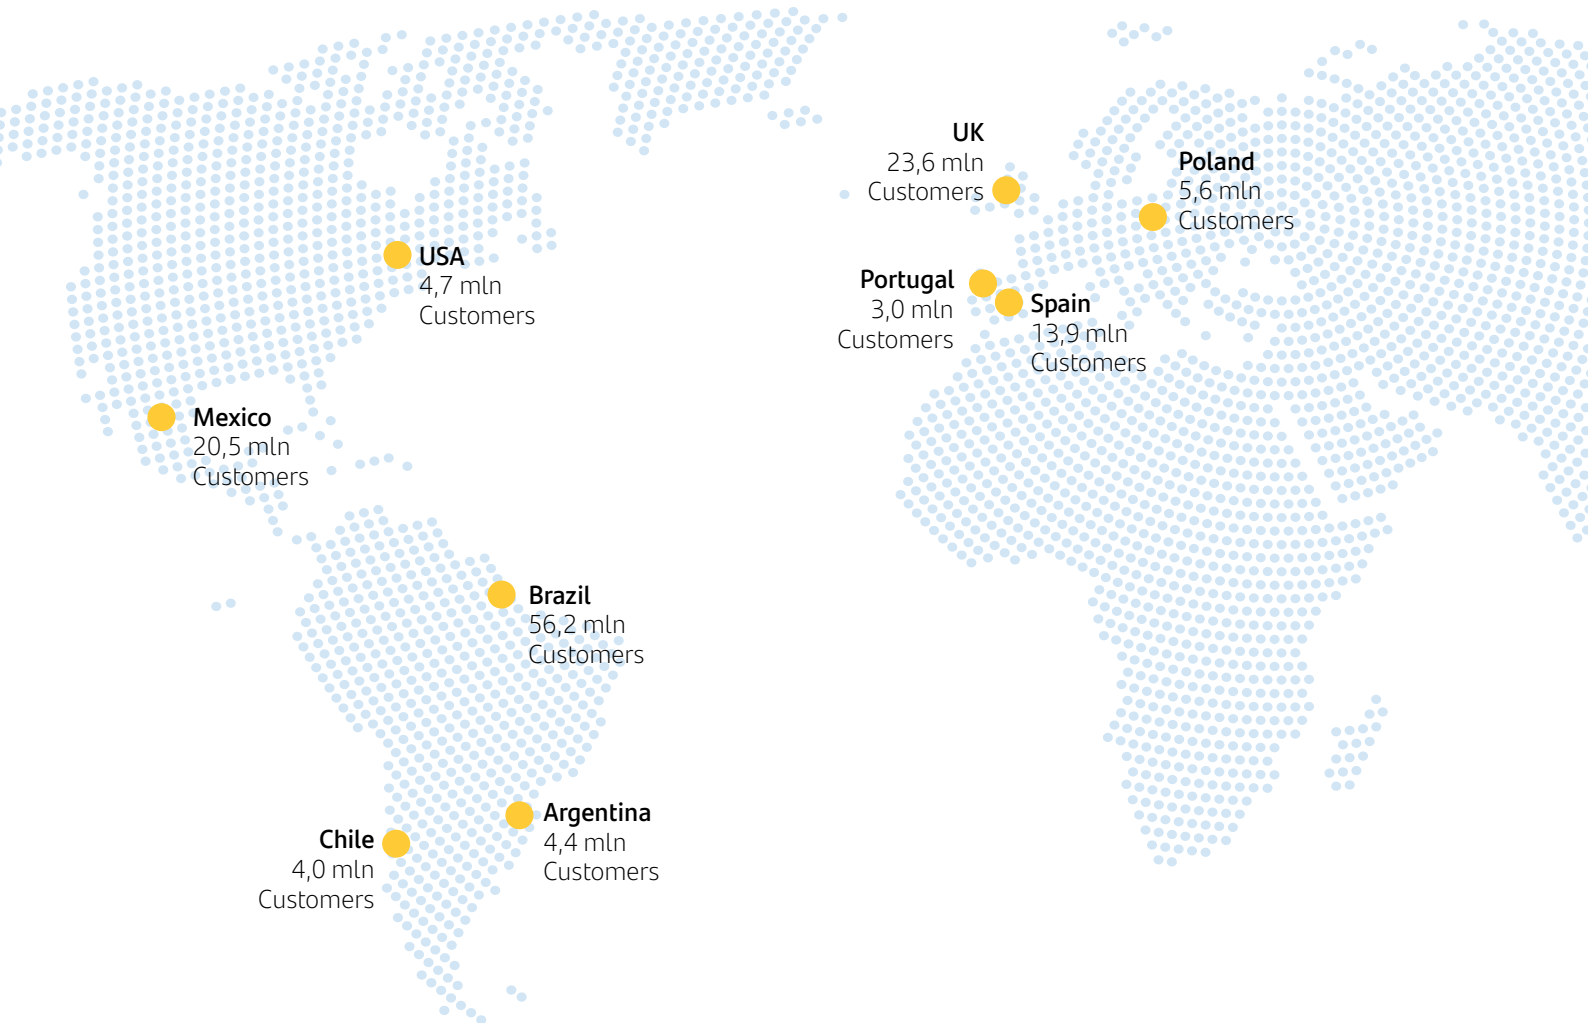 UK
23,6 mln
Customers
Poland
5,6 mln
Customers
USA
4,7 mln
Customers
Portugal
3,0 mln
Customers
Spain
13,9 mln
Customers
Mexico
20,5 mln
Customers
Brazil
56,2 mln
Customers
Argentina
4,4 mln
Customers
Chile
4,0 mln
Customers